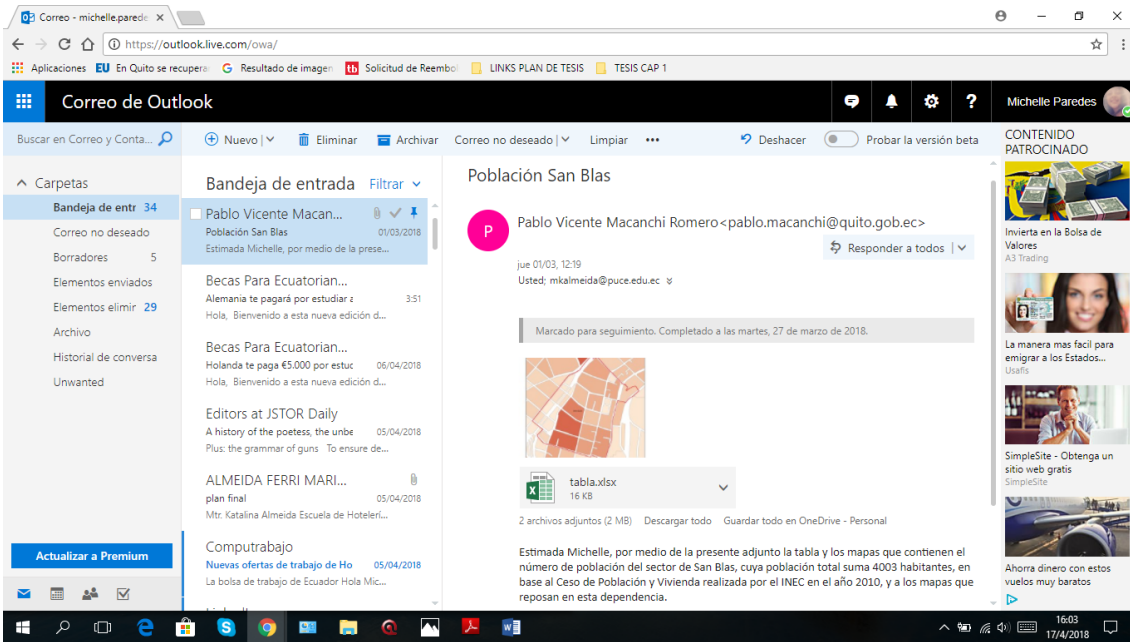 Correo - michelle.parede
https://outlook.live.com/owa/
Aplicaciones EU En Quito se recupera G Resultado de imagen tb Solicitud de Reembol LINKS PLAN DE TESIS TESIS CAP 1
Correo de Outlook
? Michelle Paredes
Buscar en Correo y Conta...
Nuevo | Eliminar Archivar Correo no deseado | Limpiar ••• Deshacer Probar la versión beta
Carpetas
Bandeja de entr 34
Correo no deseado
Borradores 5
Elementos enviados
Elementos elimir 29
Archivo
Historial de conversa
Unwanted
Actualizar a Premium
Bandeja de entrada Filtrar
Pablo Vicente Macan...
Población San Blas 01/03/2018
Estimada Michelle, por medio de la prese...
Becas Para Ecuatorian...
Alemania te pagará por estudiar a 3:51
Hola, Bienvenido a esta nueva edición d...
Becas Para Ecuatorian...
Holanda te paga €5.000 por estuc 06/04/2018
Hola, Bienvenido a esta nueva edición d...
Editors at JSTOR Daily
A history of the poetess, the unbe 05/04/2018
Plus: the grammar of guns To ensure de...
ALMEIDA FERRI MARI...
plan final 05/04/2018
Mtr. Katalina Almeida Escuela de Hotelerí...
Computrabajo
Nuevas ofertas de trabajo de Ho 05/04/2018
La bolsa de trabajo de Ecuador Hola Mic...
Población San Blas
P
Pablo Vicente Macanchi Romero<pablo.macanchi@quito.gob.ec>
Responder a todos |
jue 01/03, 12:19
Usted; mkalmeida@puce.edu.ec
Marcado para seguimiento. Completado a las martes, 27 de marzo de 2018.
tabla.xlsx
16 KB
2 archivos adjuntos (2 MB) Descargar todo Guardar todo en OneDrive - Personal
Estimada Michelle, por medio de la presente adjunto la tabla y los mapas que contienen el
número de población del sector de San Blas, cuya población total suma 4003 habitantes, en
base al Ceso de Población y Vivienda realizada por el INEC en el año 2010, y a los mapas que
reposan en esta dependencia.
CONTENIDO
PATROCINADO
Invierta en la Bolsa de
Valores
A3 Trading
La manera mas facil para
emigrar a los Estados...
Usafis
SimpleSite - Obtenga un
sitio web gratis
SimpleSite
Ahorra dinero con estos
vuelos muy baratos
16:03
17/4/2018